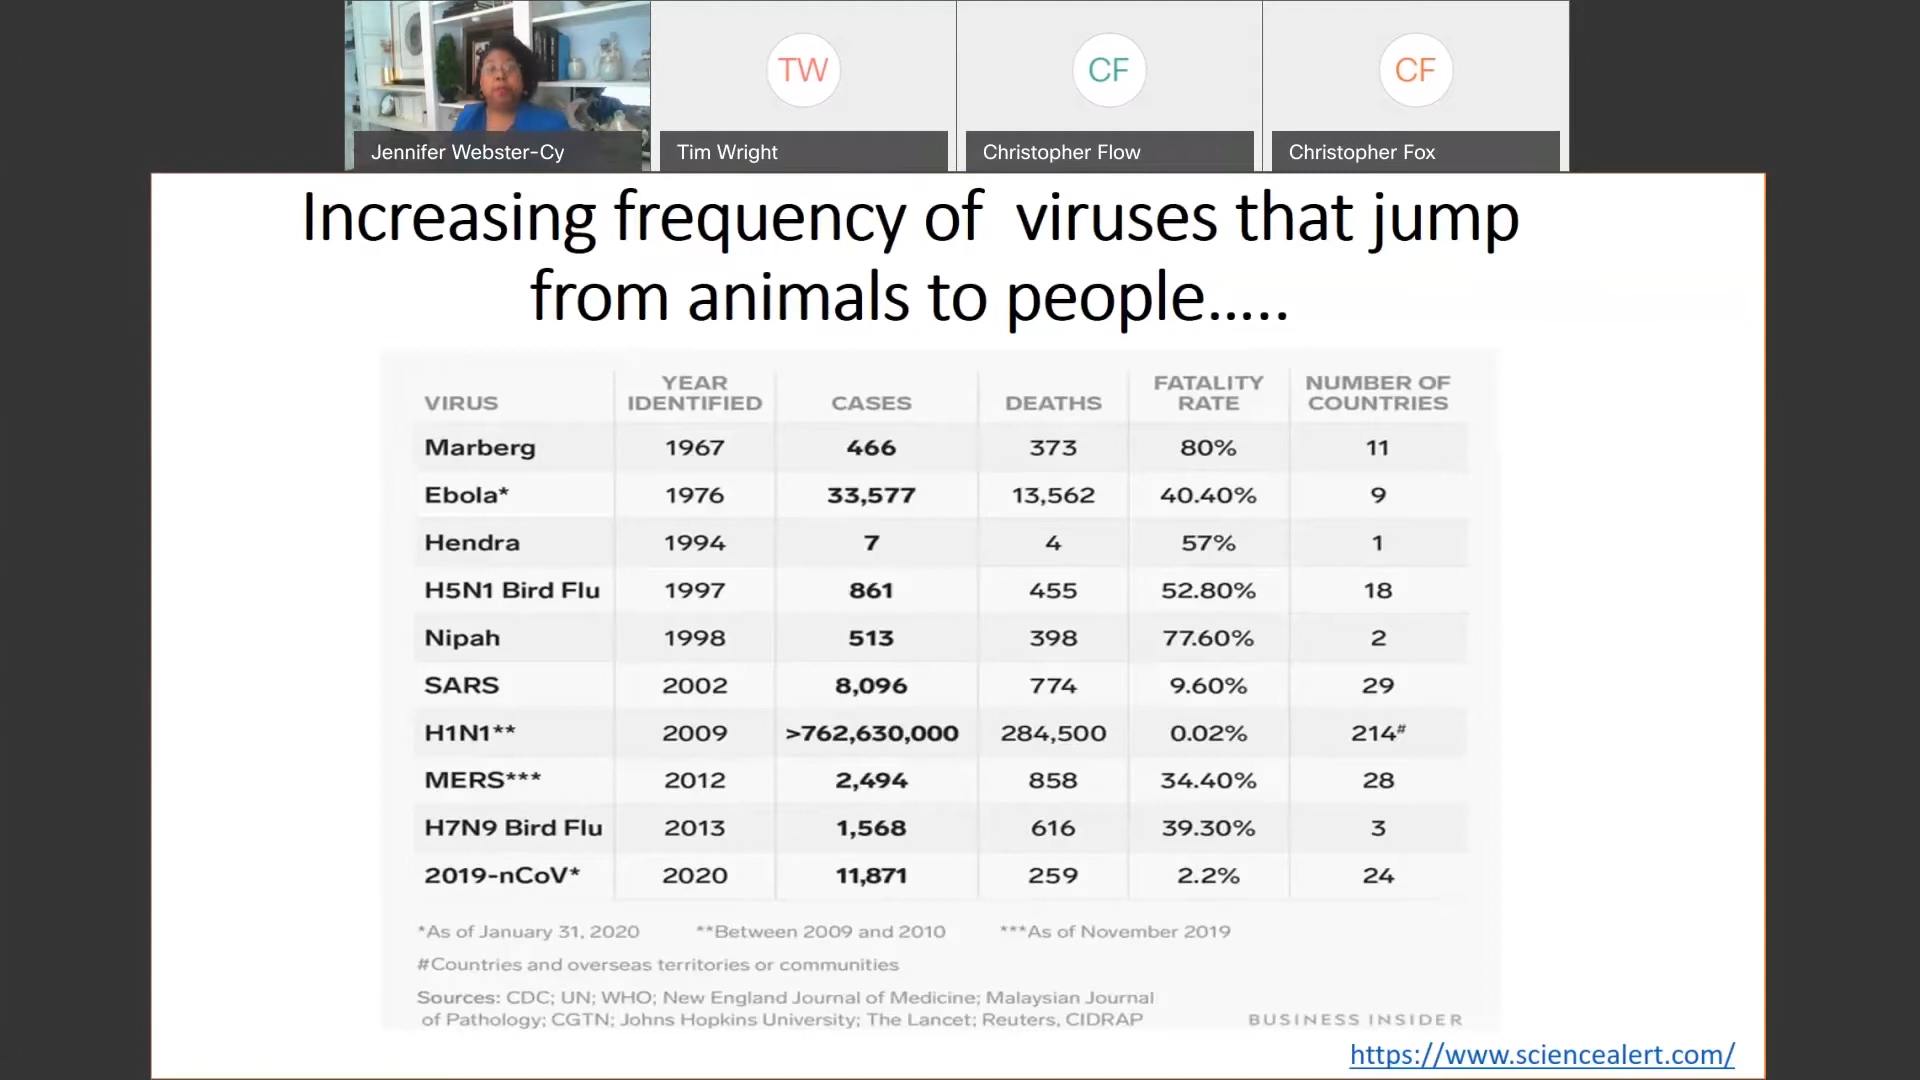 TW
CF
CF
Jennifer Webster-Cy
Tim Wright
Christopher Flow
Christopher Fox
Increasing frequency of viruses that jump
from animals to people…..
VIRUS YEAR IDENTIFIED CASES DEATHS FATALITY RATE NUMBER OF COUNTRIES
Marberg 1967 466 373 80% 11
Ebola* 1976 33,577 13,562 40.40% 9
Hendra 1994 7 4 57% 1
H5N1 Bird Flu 1997 861 455 52.80% 18
Nipah 1998 513 398 77.60% 2
SARS 2002 8,096 774 9.60% 29
H1N1** 2009 >762,630,000 284,500 0.02% 214#
MERS*** 2012 2,494 858 34.40% 28
H7N9 Bird Flu 2013 1,568 616 39.30% 3
2019-nCoV* 2020 11,871 259 2.2% 24
*As of January 31, 2020 **Between 2009 and 2010 ***As of November 2019
#Countries and overseas territories or communities
Sources: CDC; UN; WHO; New England Journal of Medicine; Malaysian Journal
of Pathology; CGTN; Johns Hopkins University; The Lancet; Reuters, CIDRAP
BUSINESS INSIDER
https://www.sciencealert.com/